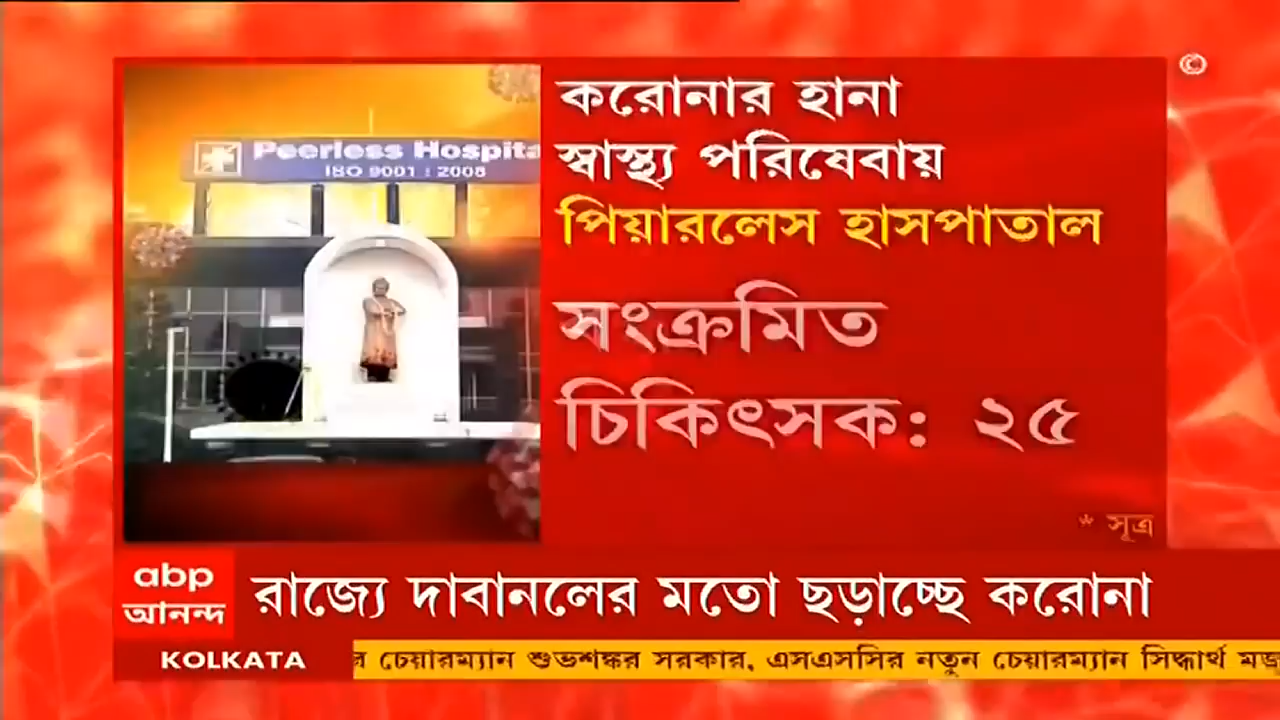 ©
Peerless Hospita
ISO 9001 : 2008
করোনার হানা
স্বাস্থ্য পরিষেবায়
পিয়ারলেস হাসপাতাল
সংক্রমিত
চিকিৎসক: ২৫
* সূত্র
abp
আনন্দ
রাজ্যে দাবানলের মতো ছড়াচ্ছে করোনা
KOLKATA
চেয়ারম্যান শুভশঙ্কর সরকার, এসএসসির নতুন চেয়ারম্যান সিদ্ধার্থ